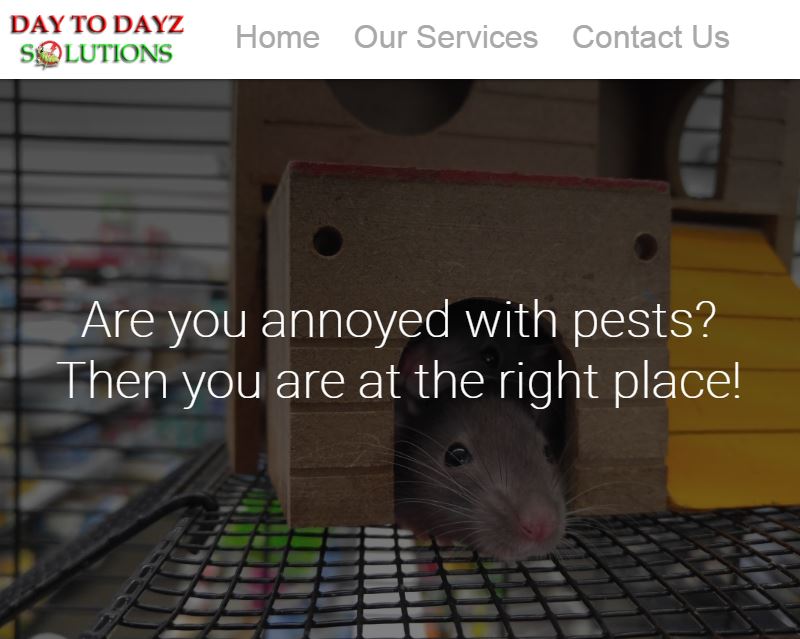 DAY TO DAYZ
SOLUTIONS
Home Our Services Contact Us
Are you annoyed with pests?
Then you are at the right place!